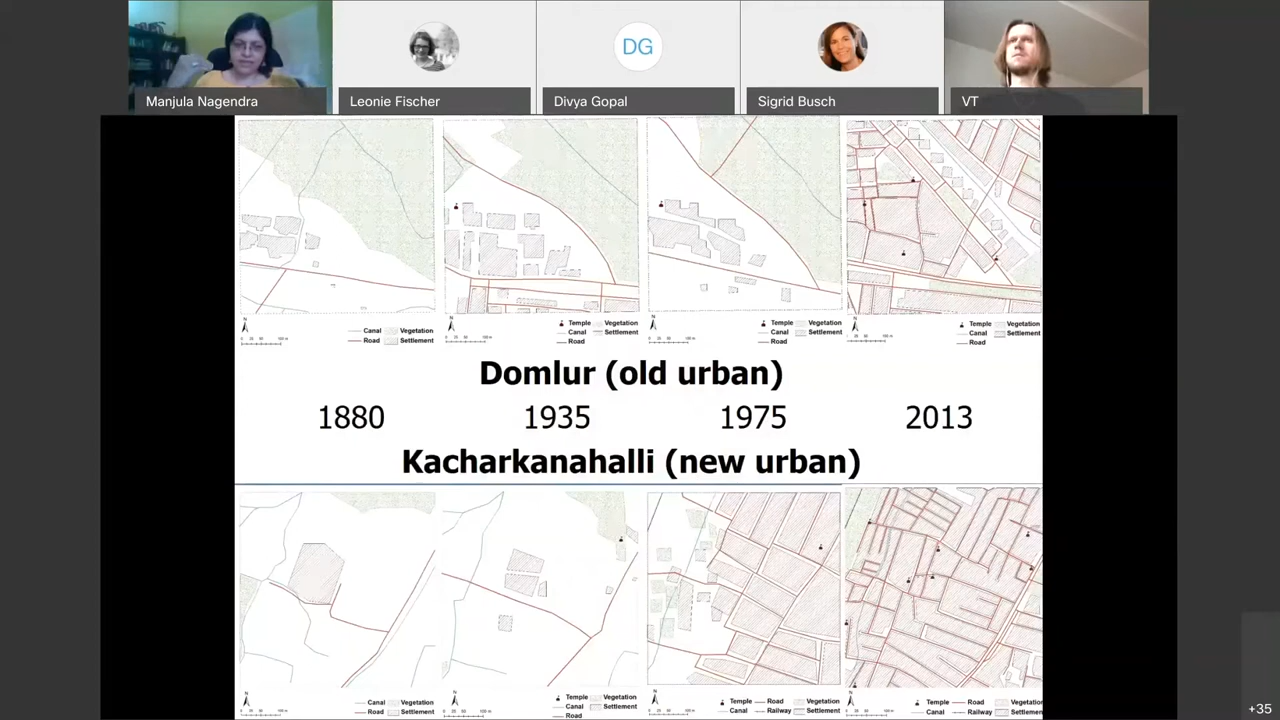 Manjula Nagendra
Leonie Fischer
DG
Divya Gopal
Sigrid Busch
VT
N
Canal Vegetation
Road Settlement
N
Temple Vegetation
Canal Settlement
Road
N
Temple Vegetation
Canal Settlement
Road
N
Temple Vegetation
Canal Settlement
Road
Domlur (old urban)
1880 1935 1975 2013
Kacharkanahalli (new urban)
N
Canal Vegetation
Road Settlement
N
Temple Vegetation
Canal Settlement
Road
N
Temple Road Vegetation
Canal Railway Settlement
N
Temple Road Vegetation
Canal Railway Settlement
+35